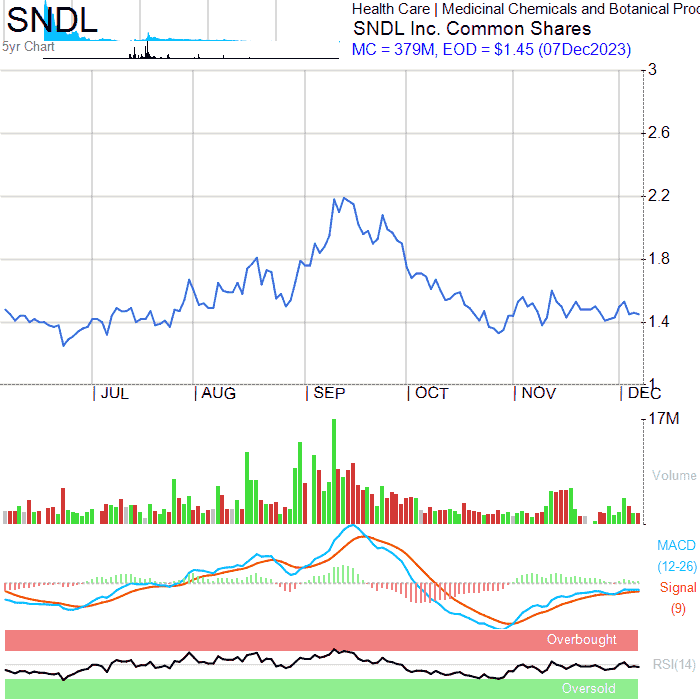 SNDL
5yr Chart
Health Care | Medicinal Chemicals and Botanical Proc
SNDL Inc. Common Shares
MC = 379M, EOD = $1.45 (07Dec2023)
3
2.6
2.2
1.8
1.4
1
JUL AUG SEP OCT NOV DEC
17M
Volume
MACD
(12-26)
Signal
(9)
Overbought
RSI(14)
Oversold